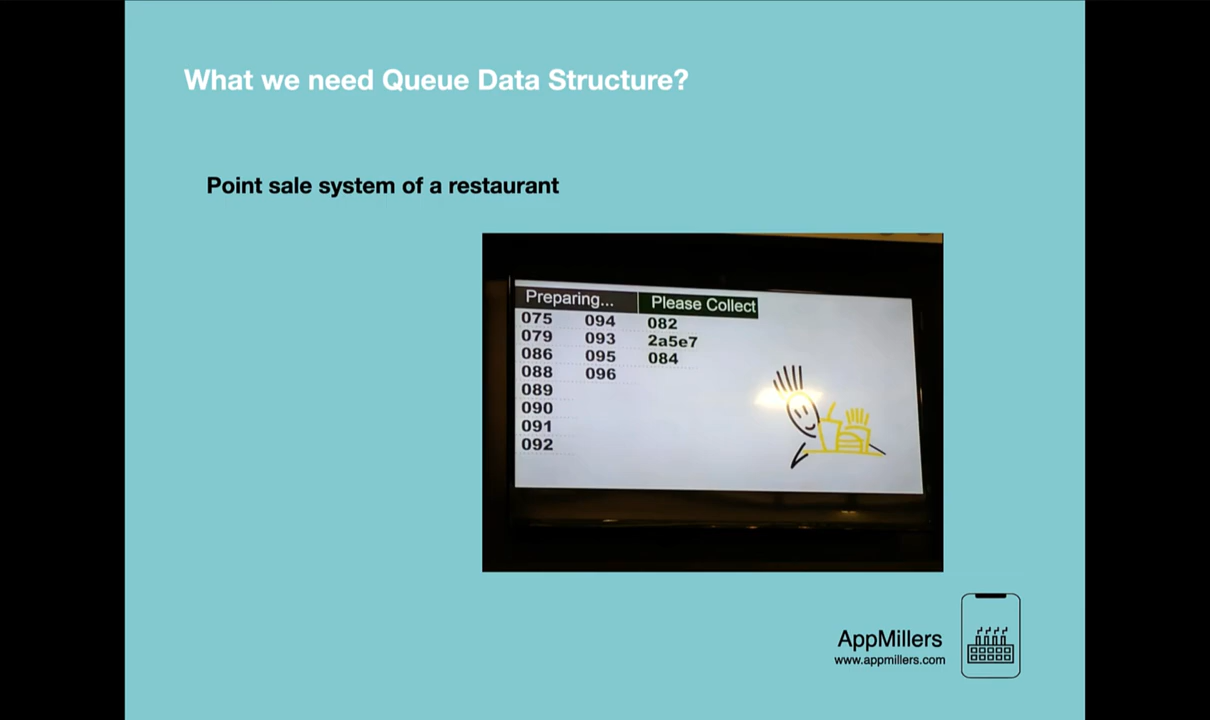 What we need Queue Data Structure?
Point sale system of a restaurant
Preparing... Please Collect
075 094 082
079 093 2a5e7
086 095 084
088 096
089
090
091
092
AppMillers
www.appmillers.com